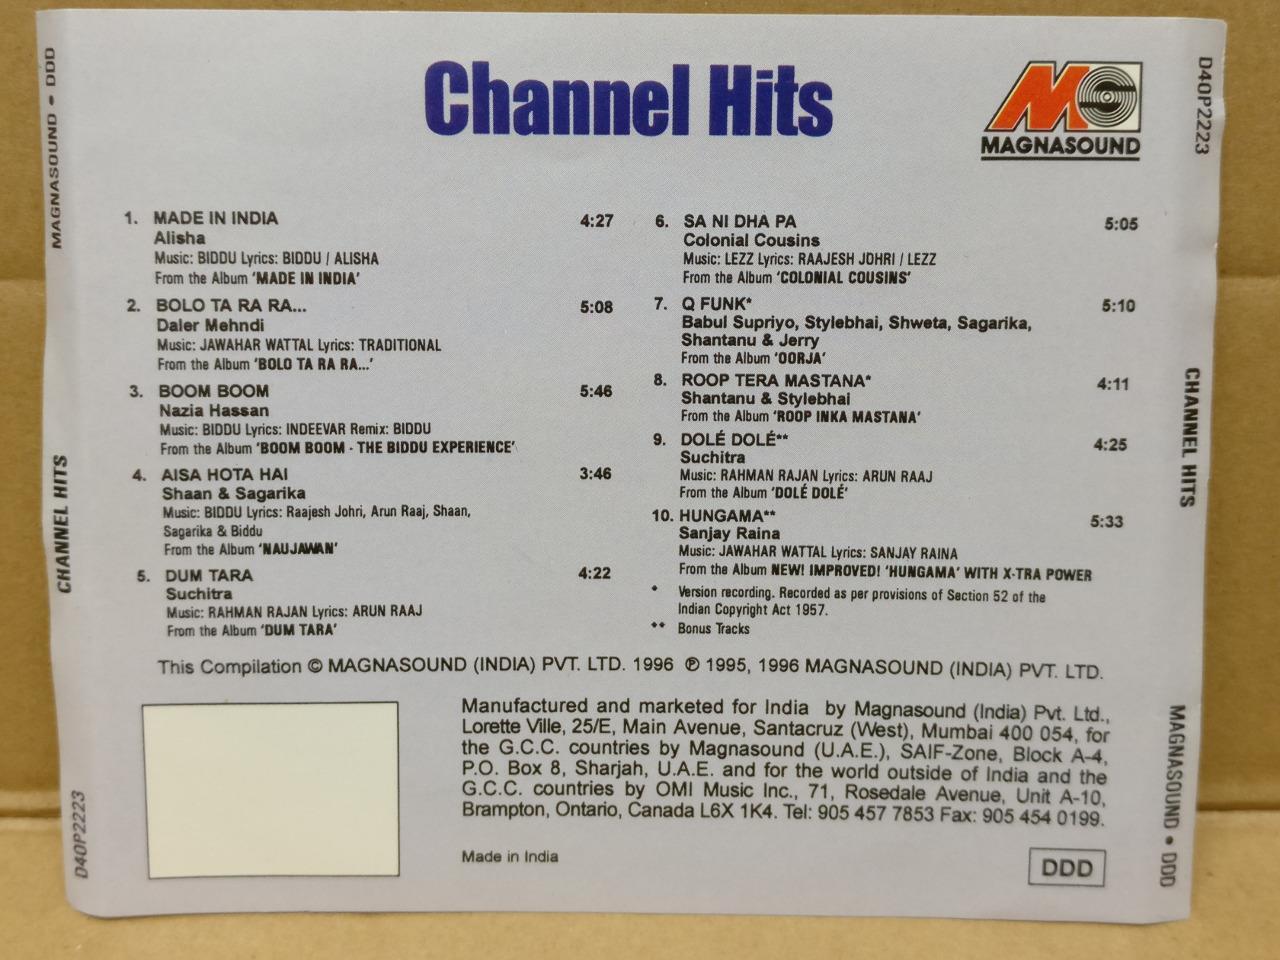 Channel Hits
MAGNASOUND
1. MADE IN INDIA 4:27
Alisha
Music: BIDDU Lyrics: BIDDU / ALISHA
From the Album 'MADE IN INDIA'
2. BOLO TA RA RA... 5:08
Daler Mehndi
Music: JAWAHAR WATTAL Lyrics: TRADITIONAL
From the Album 'BOLO TA RA RA...'
3. BOOM BOOM 5:46
Nazia Hassan
Music: BIDDU Lyrics: INDEEVAR Remix: BIDDU
From the Album 'BOOM BOOM - THE BIDDU EXPERIENCE'
4. AISA HOTA HAI 3:46
Shaan & Sagarika
Music: BIDDU Lyrics: Raajesh Johri, Arun Raaj, Shaan,
Sagarika & Biddu
From the Album 'NAUJAWAN'
5. DUM TARA 4:22
Suchitra
Music: RAHMAN RAJAN Lyrics: ARUN RAAJ
From the Album 'DUM TARA'
6. SA NI DHA PA 5:05
Colonial Cousins
Music: LEZZ Lyrics: RAAJESH JOHRI / LEZZ
From the Album 'COLONIAL COUSINS'
7. Q FUNK* 5:10
Babul Supriyo, Stylebhai, Shweta, Sagarika,
Shantanu & Jerry
From the Album 'OORJA'
8. ROOP TERA MASTANA* 4:11
Shantanu & Stylebhai
From the Album 'ROOP INKA MASTANA'
9. DOLÉ DOLÉ** 4:25
Suchitra
Music: RAHMAN RAJAN Lyrics: ARUN RAAJ
From the Album 'DOLÉ DOLÉ'
10. HUNGAMA** 5:33
Sanjay Raina
Music: JAWAHAR WATTAL Lyrics: SANJAY RAINA
From the Album NEW! IMPROVED! 'HUNGAMA' WITH X-TRA POWER
* Version recording. Recorded as per provisions of Section 52 of the
Indian Copyright Act 1957.
** Bonus Tracks
This Compilation © MAGNASOUND (INDIA) PVT. LTD. 1996 ℗ 1995, 1996 MAGNASOUND (INDIA) PVT. LTD.
Manufactured and marketed for India by Magnasound (India) Pvt. Ltd.,
Lorette Ville, 25/E, Main Avenue, Santacruz (West), Mumbai 400 054, for
the G.C.C. countries by Magnasound (U.A.E.), SAIF-Zone, Block A-4,
P.O. Box 8, Sharjah, U.A.E. and for the world outside of India and the
G.C.C. countries by OMI Music Inc., 71, Rosedale Avenue, Unit A-10,
Brampton, Ontario, Canada L6X 1K4. Tel: 905 457 7853 Fax: 905 454 0199.
Made in India
DDD
D40P2223 CHANNEL HITS MAGNASOUND • DDD
D40P2223 CHANNEL HITS MAGNASOUND • DDD